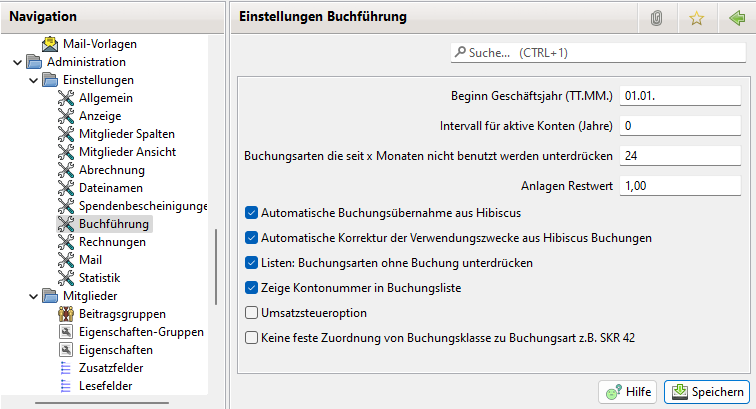 Navigation
Mail-Vorlagen
Administration
Einstellungen
Allgemein
Anzeige
Mitglieder Spalten
Mitglieder Ansicht
Abrechnung
Dateinamen
Spendenbescheinigunge
Buchführung
Rechnungen
Mail
Statistik
Mitglieder
Beitragsgruppen
Eigenschaften-Gruppen
Eigenschaften
Zusatzfelder
Lesefelder
Einstellungen Buchführung
Suche... (CTRL+1)
Beginn Geschäftsjahr (TT.MM.) 01.01.
Intervall für aktive Konten (Jahre) 0
Buchungsarten die seit x Monaten nicht benutzt werden unterdrücken 24
Anlagen Restwert 1,00
Automatische Buchungsübernahme aus Hibiscus
Automatische Korrektur der Verwendungszwecke aus Hibiscus Buchungen
Listen: Buchungsarten ohne Buchung unterdrücken
Zeige Kontonummer in Buchungsliste
Umsatzsteueroption
Keine feste Zuordnung von Buchungsklasse zu Buchungsart z.B. SKR 42
Hilfe Speichern